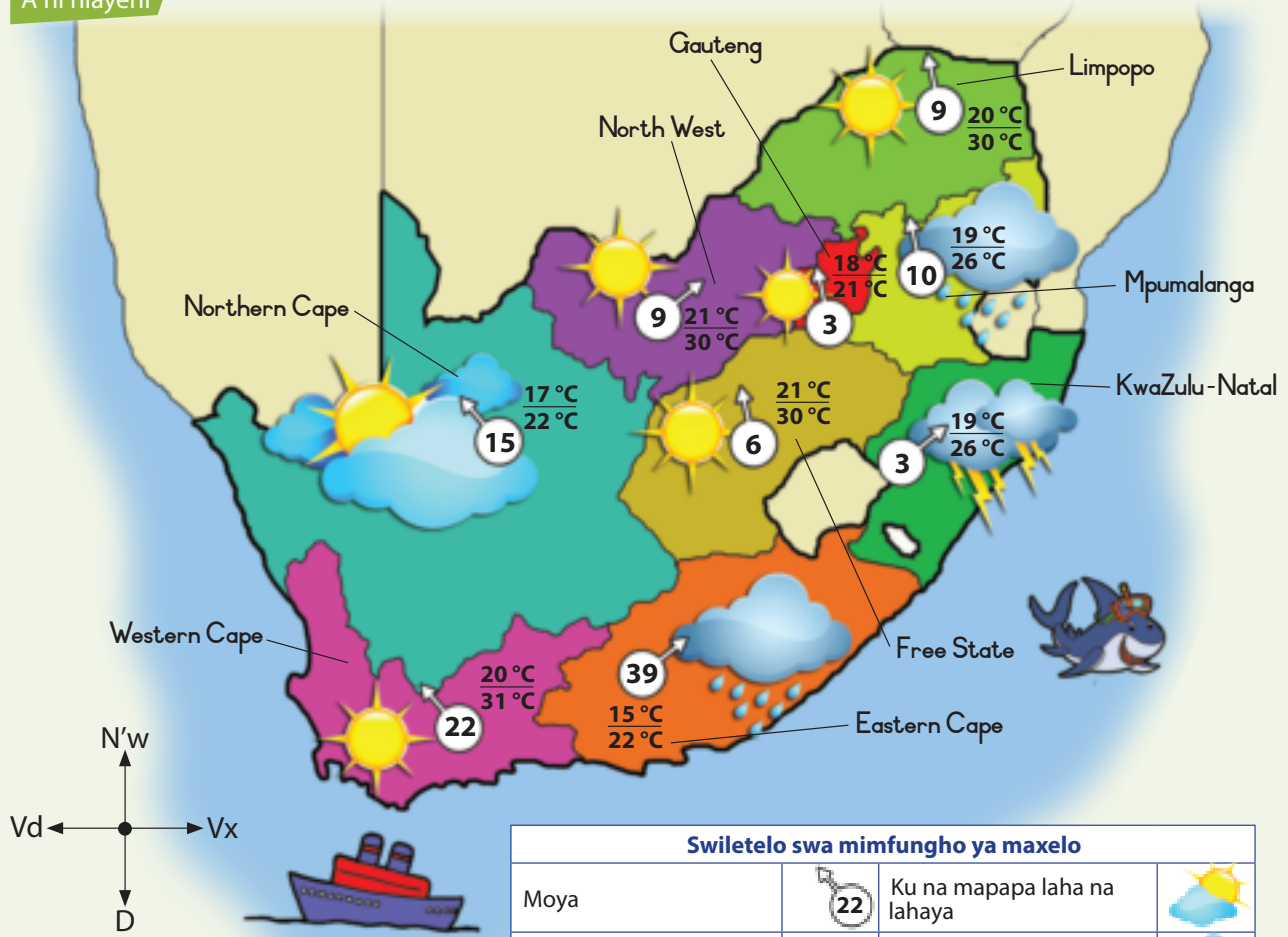 A hi hlayeni
Gauteng
Limpopo
9
20 °C
30 °C
North West
19 °C
26 °C
10
18 °C
21 °C
Mpumalanga
9
21 °C
30 °C
3
Northern Cape
KwaZulu-Natal
17 °C
22 °C
15
21 °C
30 °C
6
19 °C
26 °C
3
Western Cape
Free State
39
20 °C
31 °C
15 °C
22 °C
22
Eastern Cape
N'w
Vd
Vx
D
Swiletelo swa mimfungho ya maxelo
Moya
22
Ku na mapapa laha na
lahaya